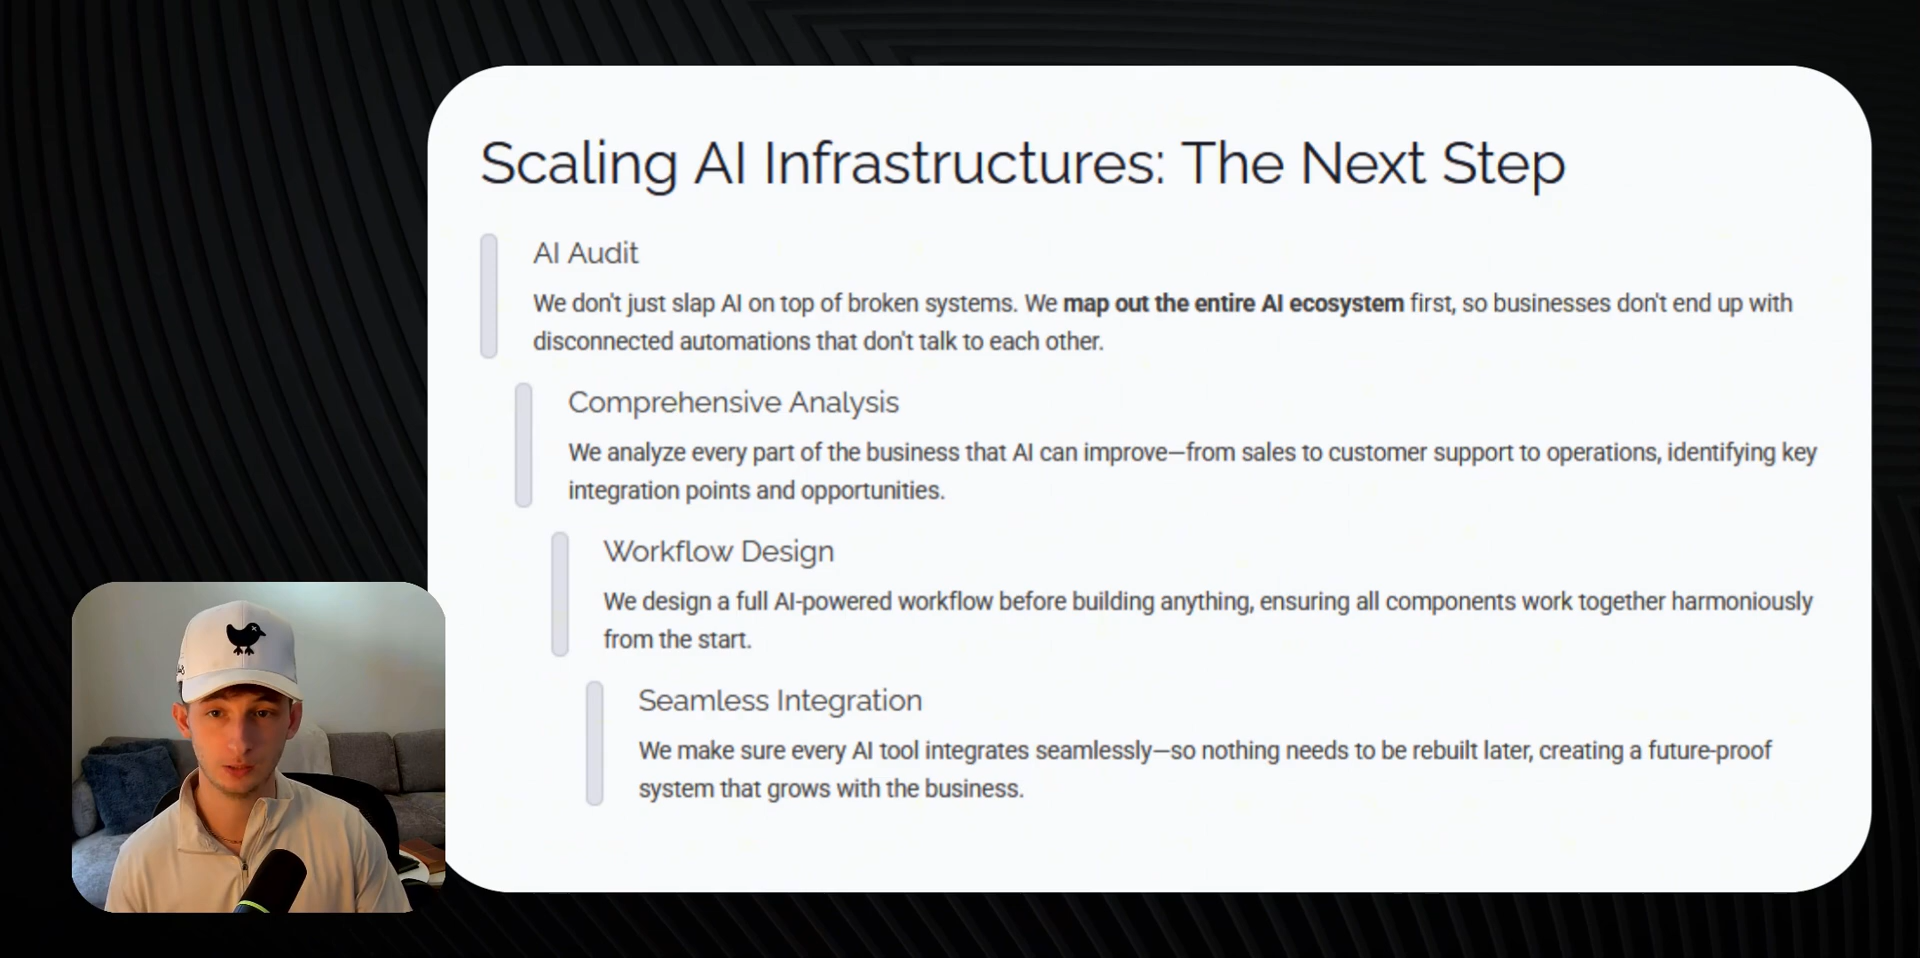 Scaling AI Infrastructures: The Next Step
AI Audit
We don't just slap AI on top of broken systems. We map out the entire AI ecosystem first, so businesses don't end up with
disconnected automations that don't talk to each other.
Comprehensive Analysis
We analyze every part of the business that AI can improve—from sales to customer support to operations, identifying key
integration points and opportunities.
Workflow Design
We design a full AI-powered workflow before building anything, ensuring all components work together harmoniously
from the start.
Seamless Integration
We make sure every AI tool integrates seamlessly—so nothing needs to be rebuilt later, creating a future-proof
system that grows with the business.